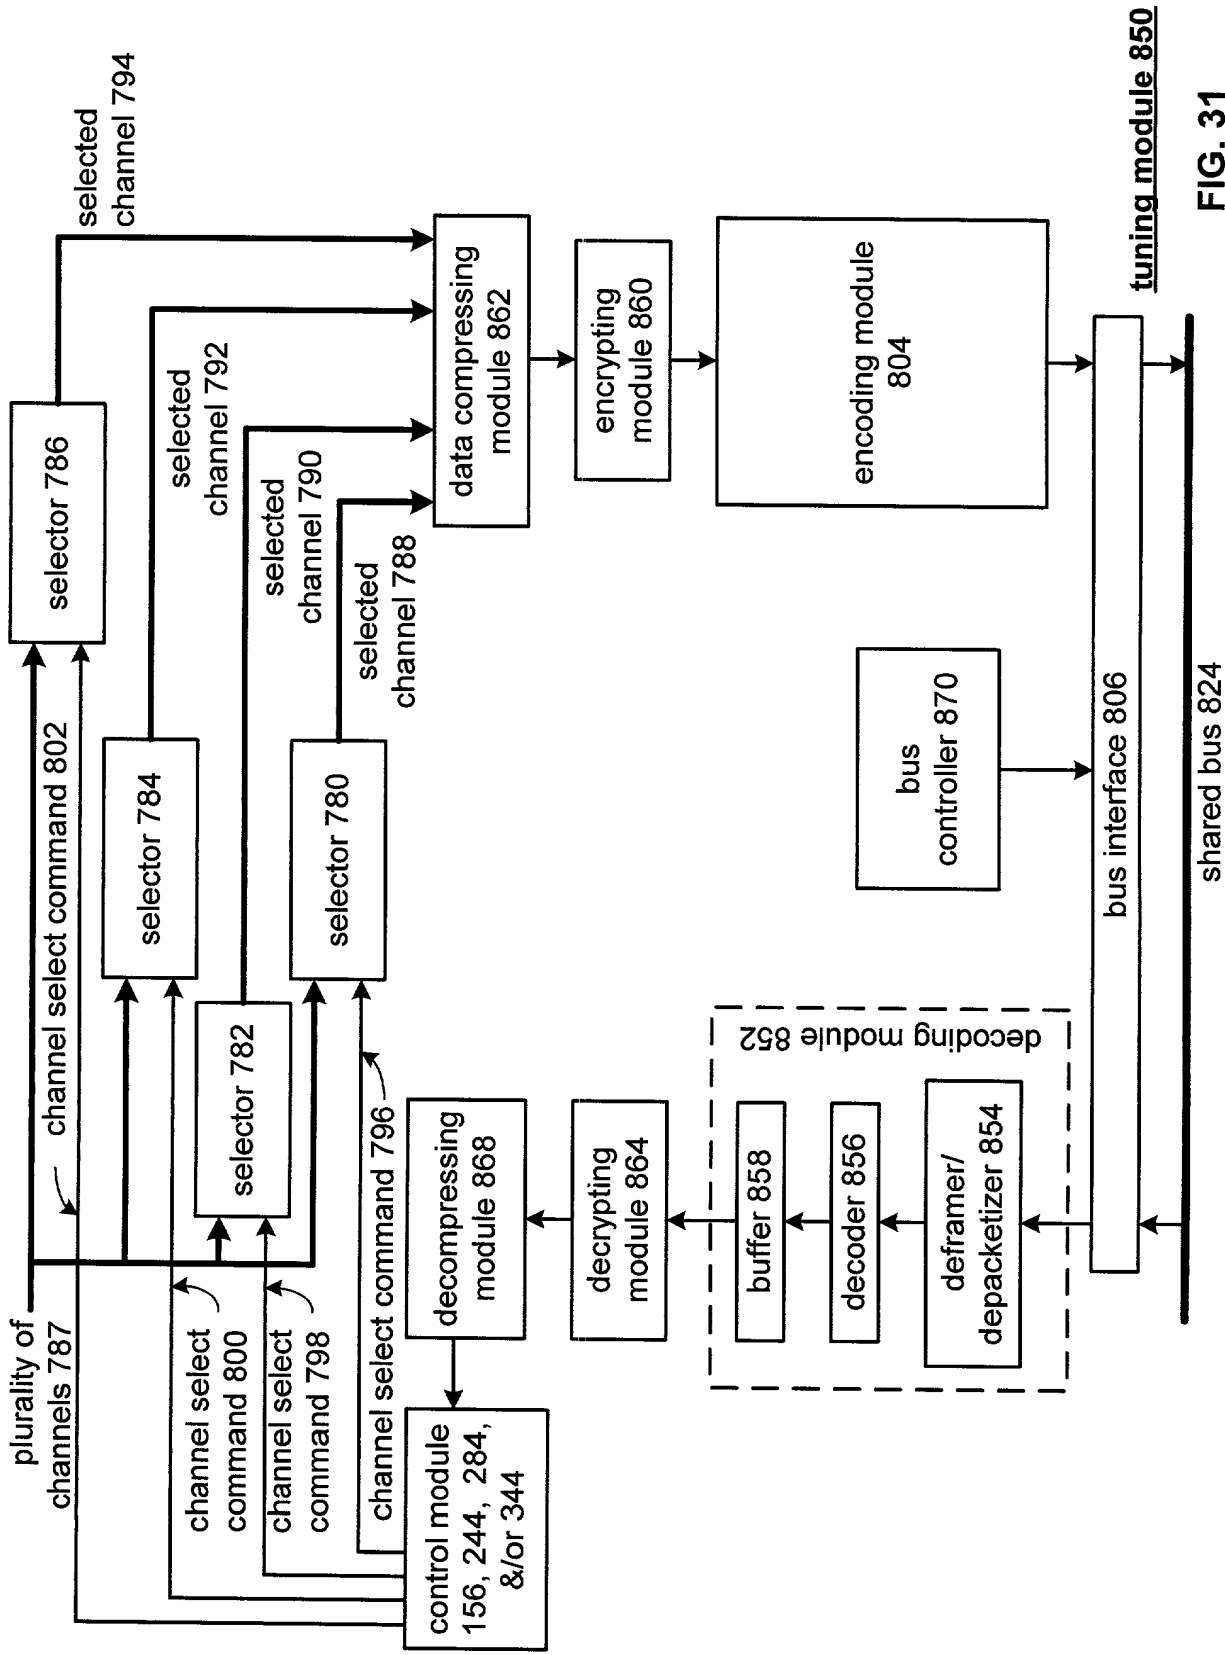 plurality of
channels 787
channel select command 802
selector 786
selected
channel 794
selector 784
selected
channel 792
channel select
command 800
selector 782
selected
channel 790
channel select
command 798
selector 780
selected
channel 788
channel select command 796
control module
156, 244, 284,
&/or 344
decompressing
module 868
data compressing
module 862
decrypting
module 864
encrypting
module 860
buffer 858
decoder 856
deframer/
depacketizer 854
decoding module 852
bus
controller 870
encoding module
804
bus interface 806
shared bus 824
tuning module 850
FIG. 31